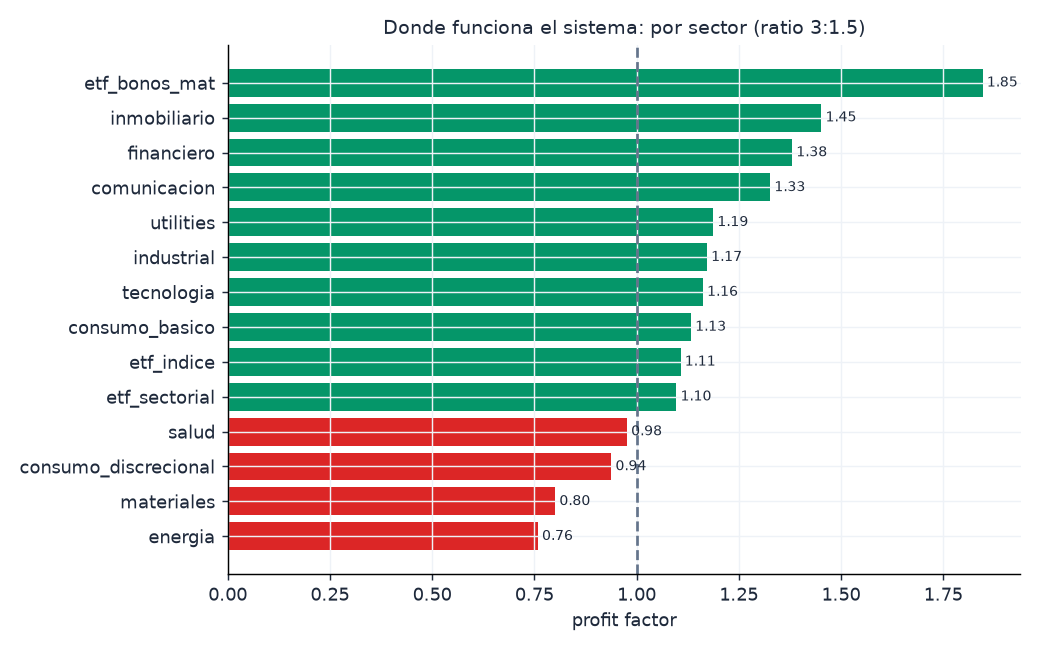 Donde funciona el sistema: por sector (ratio 3:1.5)
etf_bonos_mat 1.85
inmobiliario 1.45
financiero 1.38
comunicacion 1.33
utilities 1.19
industrial 1.17
tecnologia 1.16
consumo_basico 1.13
etf_indice 1.11
etf_sectorial 1.10
salud 0.98
consumo_discrecional 0.94
materiales 0.80
energia 0.76
0.00 0.25 0.50 0.75 1.00 1.25 1.50 1.75
profit factor